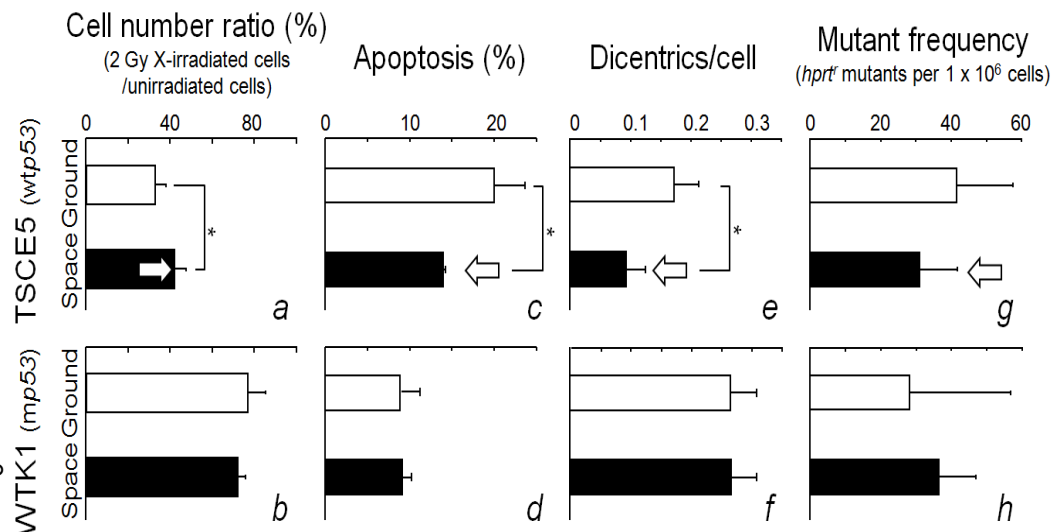 Cell number ratio (%)
(2 Gy X-irradiated cells
/unirradiated cells)
Apoptosis (%)
Dicentrics/cell
Mutant frequency
(hprtʳ mutants per 1 x 10⁶ cells)
0 40 80
0 10 20
0 0.1 0.2 0.3
0 20 40 60
TSCE5 (wtp53)
Ground
Space
*
a
*
c
*
e
g
WTK1 (mp53)
Ground
Space
b
d
f
h